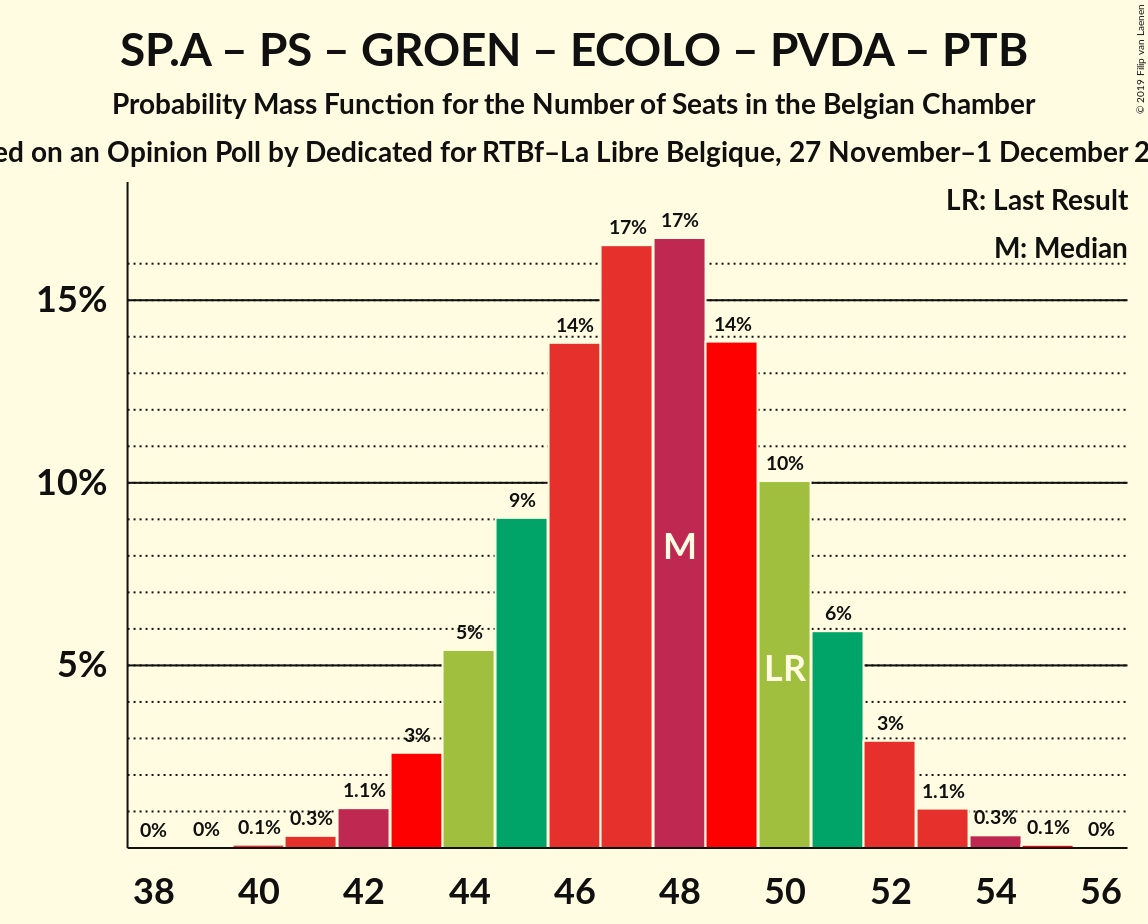 SP.A – PS – GROEN – ECOLO – PVDA – PTB
Probability Mass Function for the Number of Seats in the Belgian Chamber
ed on an Opinion Poll by Dedicated for RTBf–La Libre Belgique, 27 November–1 December 2
© 2019 Filip van Laenen
LR: Last Result
M: Median
17%
17%
15%
14%
14%
10%
10%
9%
M
6%
5%
LR
5%
3%
3%
1.1%
1.1%
0%
0%
0.1%
0.3%
0.3%
0.1%
0%
38 40 42 44 46 48 50 52 54 56